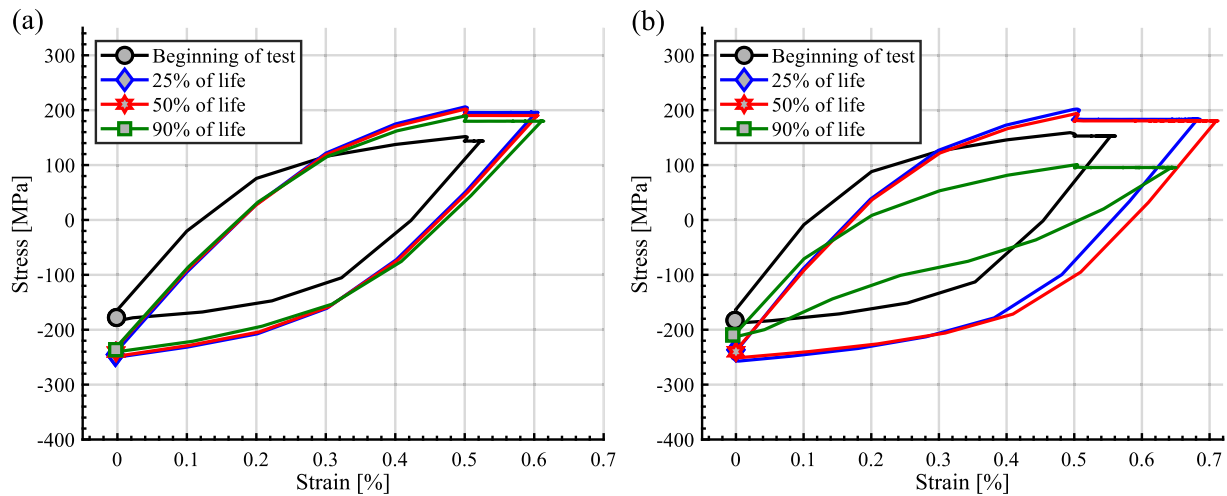 (a)
300
200
100
0
-100
-200
-300
-400
Stress [MPa]
Beginning of test
25% of life
50% of life
90% of life
0 0.1 0.2 0.3 0.4 0.5 0.6 0.7
Strain [%]
(b)
300
200
100
0
-100
-200
-300
-400
Stress [MPa]
Beginning of test
25% of life
50% of life
90% of life
0 0.1 0.2 0.3 0.4 0.5 0.6 0.7
Strain [%]